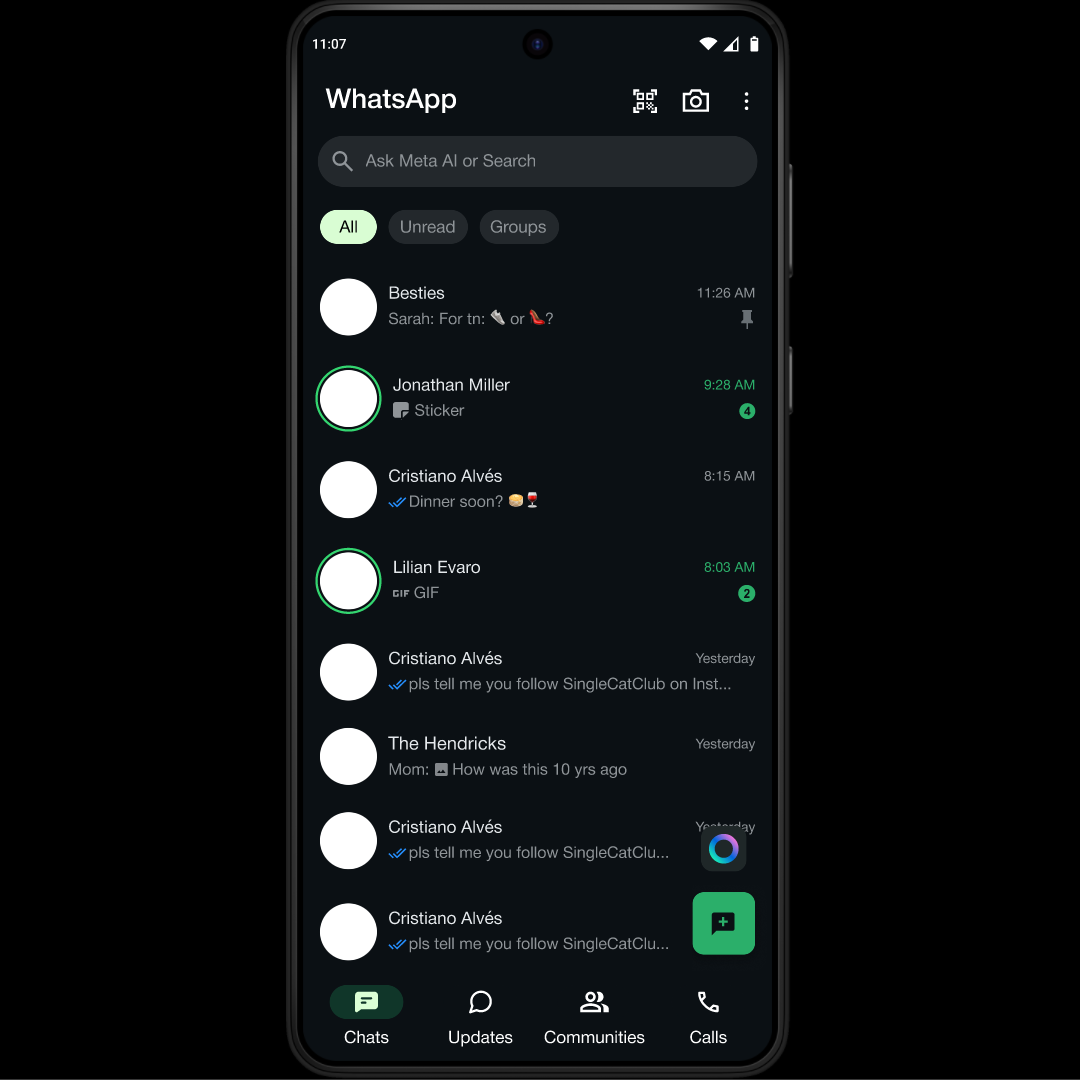 11:07
WhatsApp
Ask Meta AI or Search
All Unread Groups
Besties 11:26 AM
Sarah: For tn: 👟 or 👠?
Jonathan Miller 9:28 AM
Sticker 4
Cristiano Alvés 8:15 AM
Dinner soon? 🧀🍷
Lilian Evaro 8:03 AM
GIF GIF 2
Cristiano Alvés Yesterday
pls tell me you follow SingleCatClub on Inst...
The Hendricks Yesterday
Mom: How was this 10 yrs ago
Cristiano Alvés Yesterday
pls tell me you follow SingleCatClu...
Cristiano Alvés
pls tell me you follow SingleCatClu...
Chats Updates Communities Calls